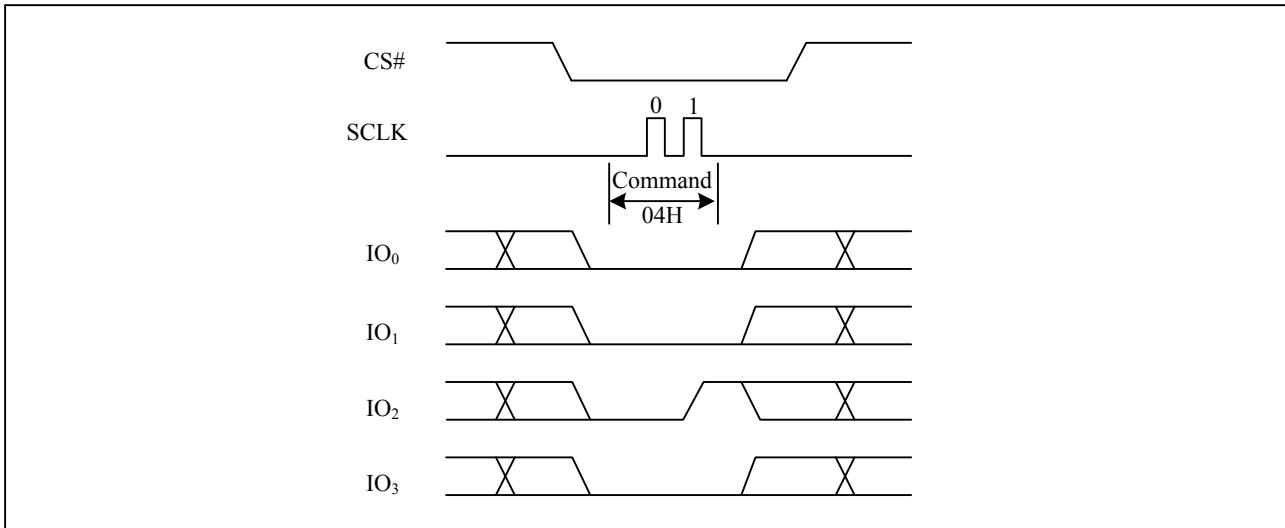 CS#
0 1
SCLK
Command
04H
IO₀
IO₁
IO₂
IO₃